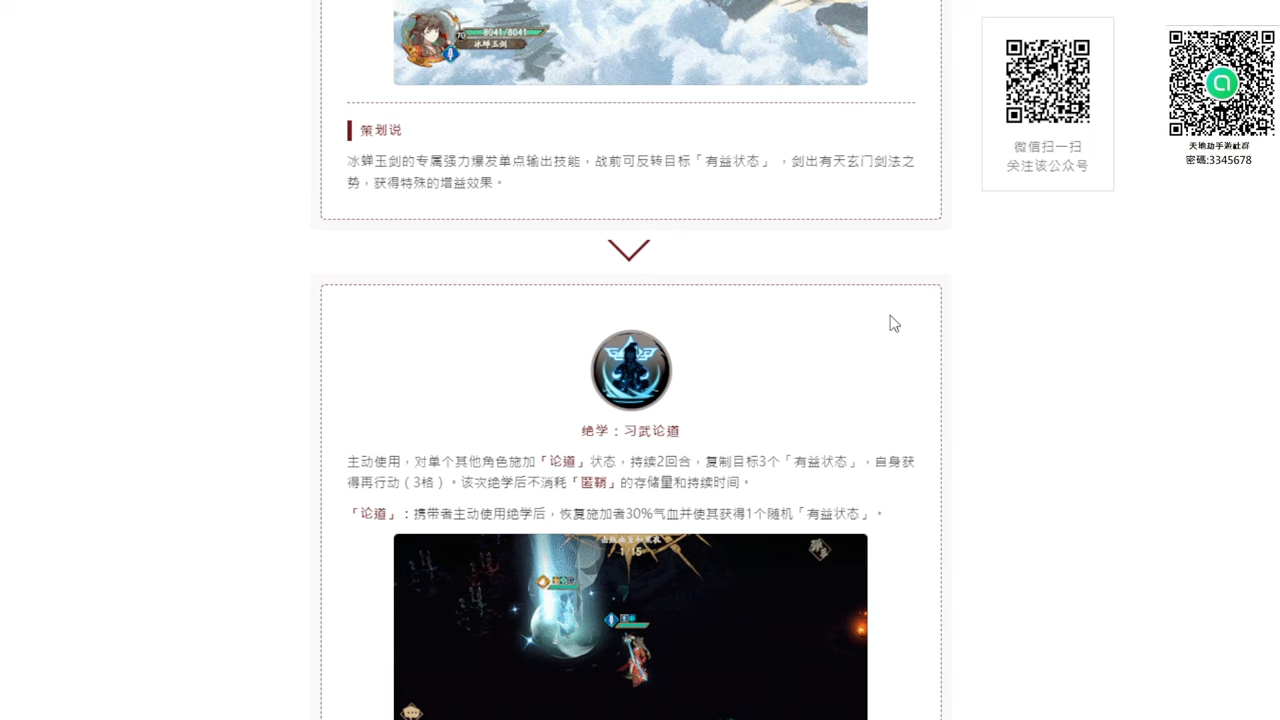 70 8041/8041
冰蝉玉剑
策划说
冰蝉玉剑的专属强力爆发单点输出技能，战前可反转目标「有益状态」，剑出有天玄门剑法之
势，获得特殊的增益效果。
微信扫一扫
关注该公众号
天地劫手游社群
密碼:3345678
绝学：习武论道
主动使用，对单个其他角色施加「论道」状态，持续2回合，复制目标3个「有益状态」，自身获
得再行动（3格）。该次绝学后不消耗「匿鞘」的存储量和持续时间。
「论道」：携带者主动使用绝学后，恢复施加者30%气血并使其获得1个随机「有益状态」。
1/15